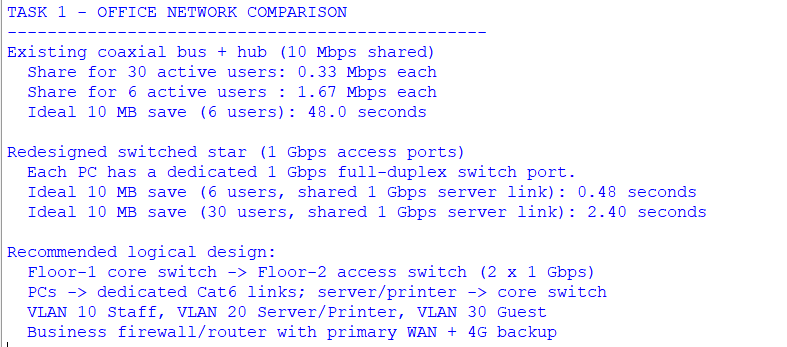 TASK 1 - OFFICE NETWORK COMPARISON
------------------------------------------------
Existing coaxial bus + hub (10 Mbps shared)
  Share for 30 active users: 0.33 Mbps each
  Share for 6 active users : 1.67 Mbps each
  Ideal 10 MB save (6 users): 48.0 seconds

Redesigned switched star (1 Gbps access ports)
  Each PC has a dedicated 1 Gbps full-duplex switch port.
  Ideal 10 MB save (6 users, shared 1 Gbps server link): 0.48 seconds
  Ideal 10 MB save (30 users, shared 1 Gbps server link): 2.40 seconds

Recommended logical design:
  Floor-1 core switch -> Floor-2 access switch (2 x 1 Gbps)
  PCs -> dedicated Cat6 links; server/printer -> core switch
  VLAN 10 Staff, VLAN 20 Server/Printer, VLAN 30 Guest
  Business firewall/router with primary WAN + 4G backup